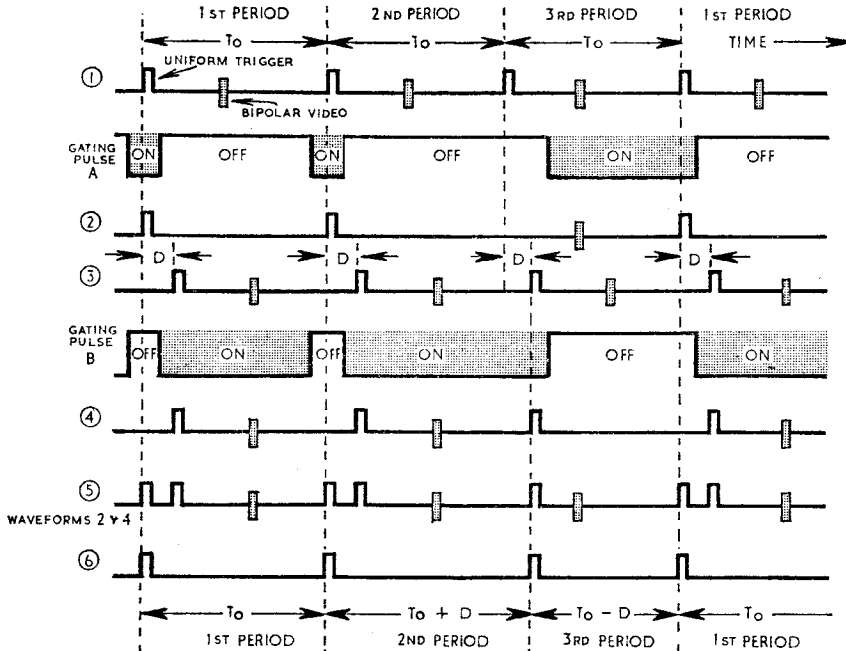 1ST PERIOD 2ND PERIOD 3RD PERIOD 1ST PERIOD
To To To TIME
① UNIFORM TRIGGER
BIPOLAR VIDEO
GATING PULSE A
ON OFF ON OFF ON OFF
②
D D D D
③
GATING PULSE B
OFF ON OFF ON OFF ON
④
⑤
WAVEFORMS 2 Y 4
⑥
To To + D To − D To
1ST PERIOD 2ND PERIOD 3RD PERIOD 1ST PERIOD